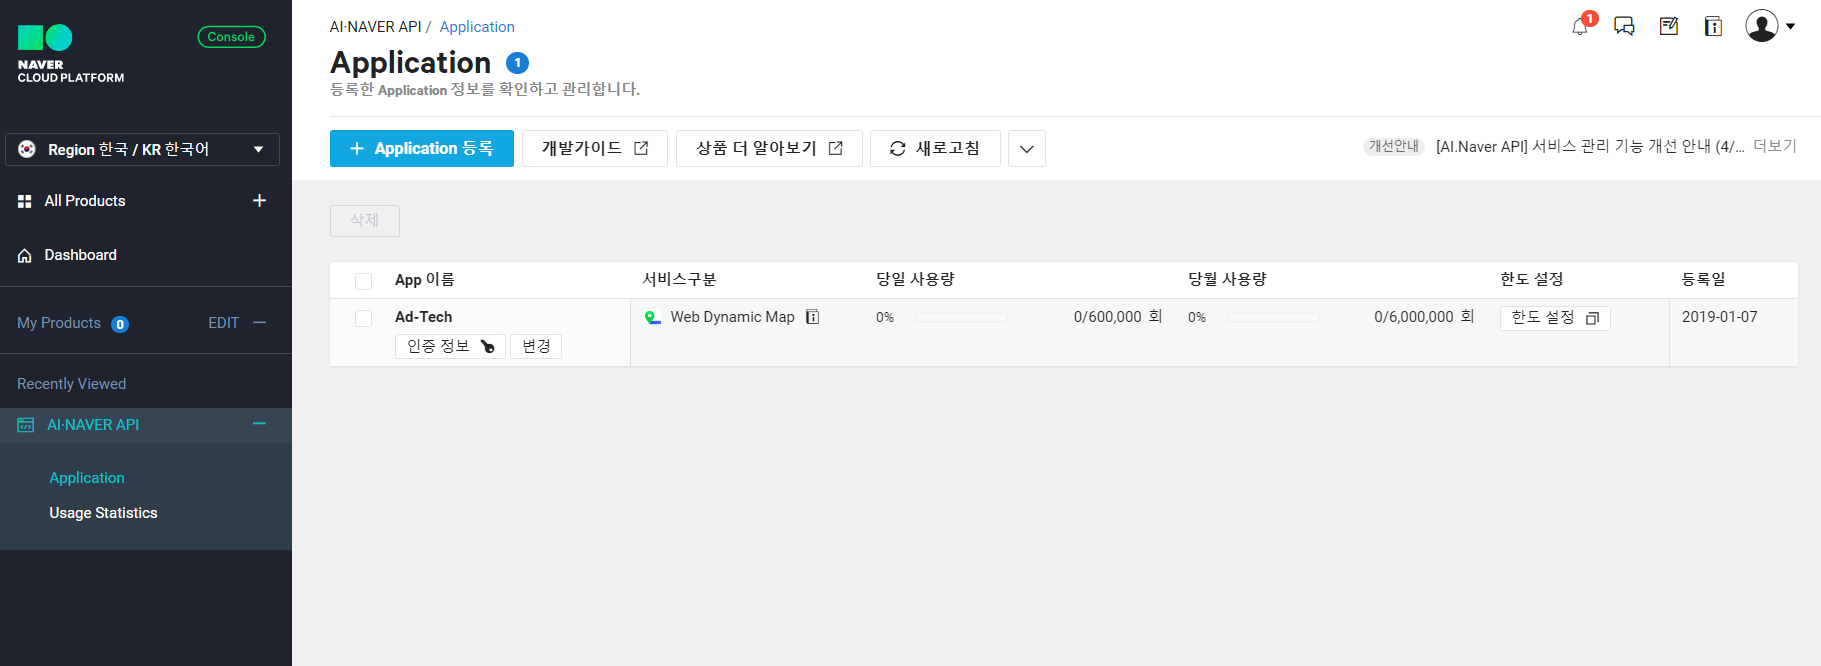 NAVER
CLOUD PLATFORM
Console
Region 한국 / KR 한국어
All Products
Dashboard
My Products 0 EDIT
Recently Viewed
AI·NAVER API
Application
Usage Statistics
AI·NAVER API / Application
1
Application 1
등록한 Application 정보를 확인하고 관리합니다.
+ Application 등록 개발가이드 상품 더 알아보기 새로고침
개선안내 [AI.Naver API] 서비스 관리 기능 개선 안내 (4/... 더보기
삭제
App 이름 서비스구분 당일 사용량 당월 사용량 한도 설정 등록일
Ad-Tech Web Dynamic Map 0% 0/600,000 회 0% 0/6,000,000 회 한도 설정 2019-01-07
인증 정보 변경